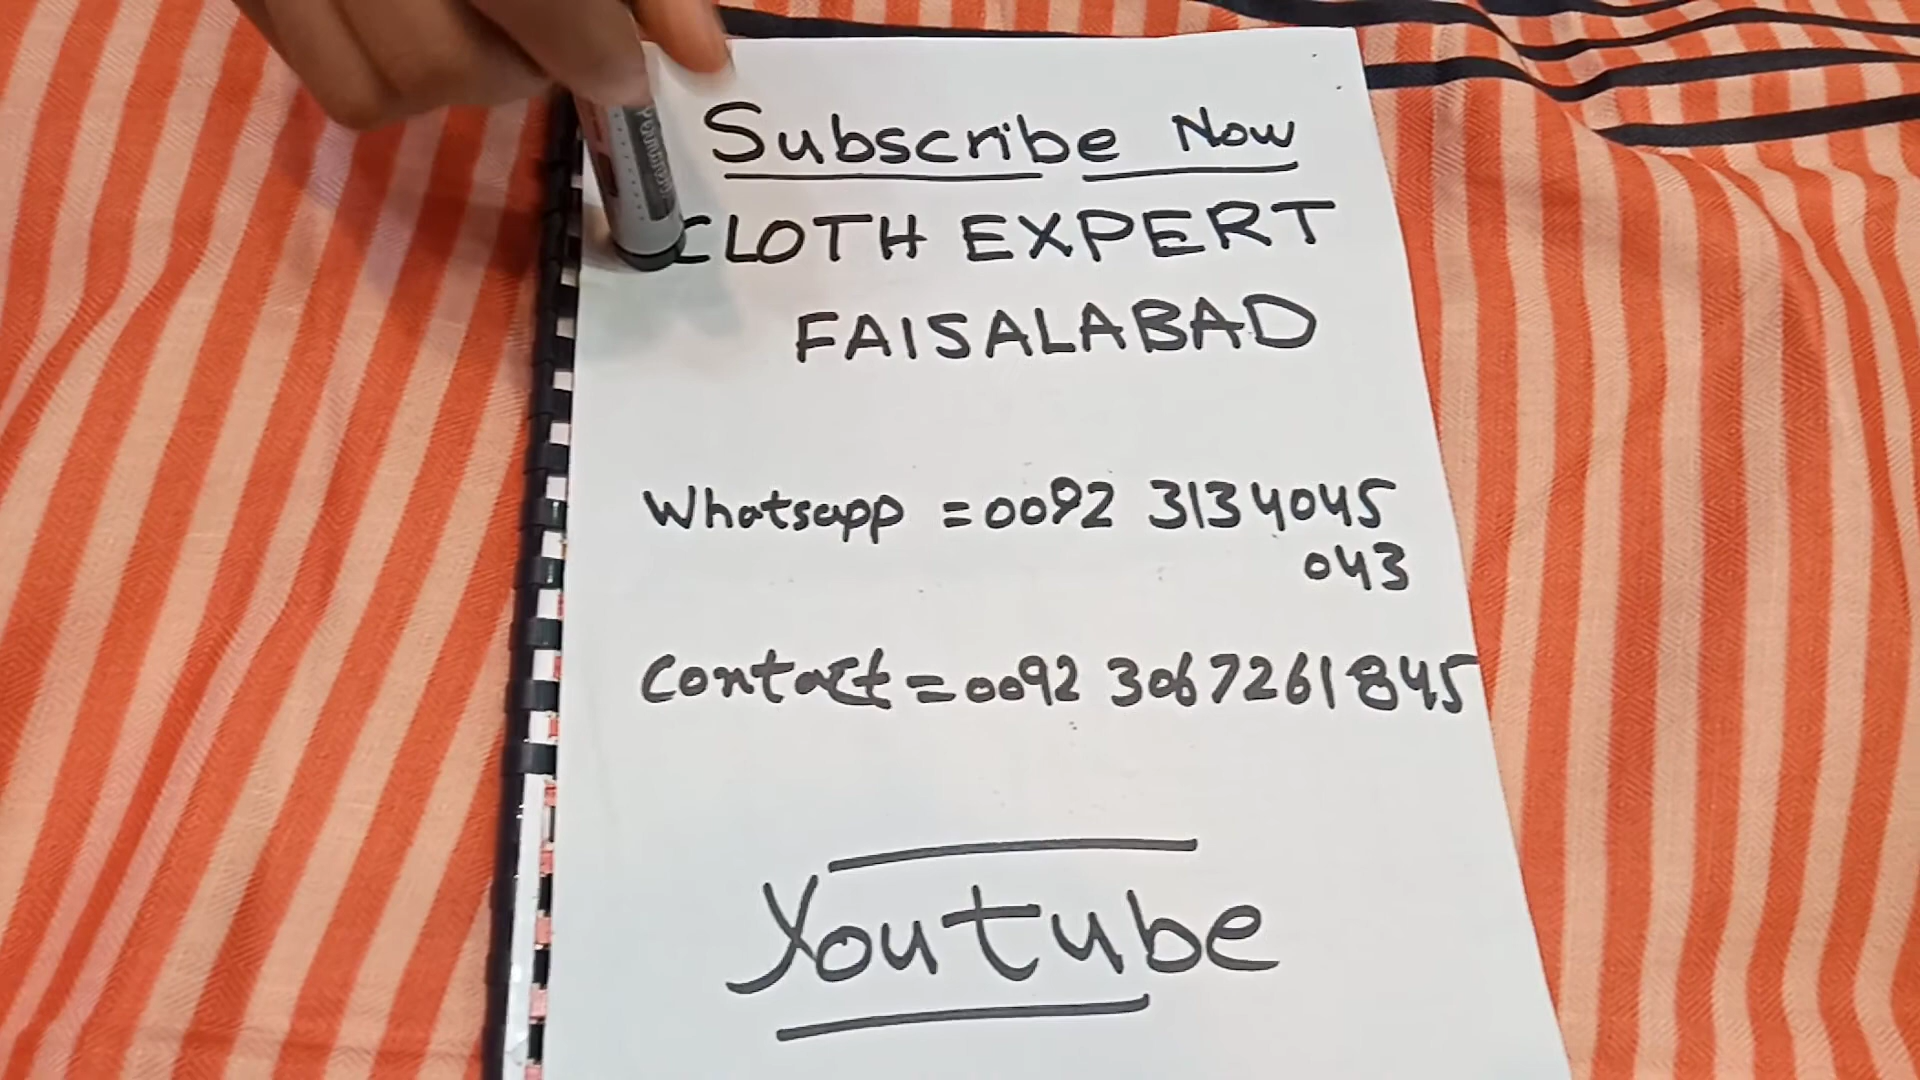 Subscribe Now
CLOTH EXPERT
FAISALABAD
Whatsapp = 0092 3134045
043
Contact = 0092 3067261845
Youtube